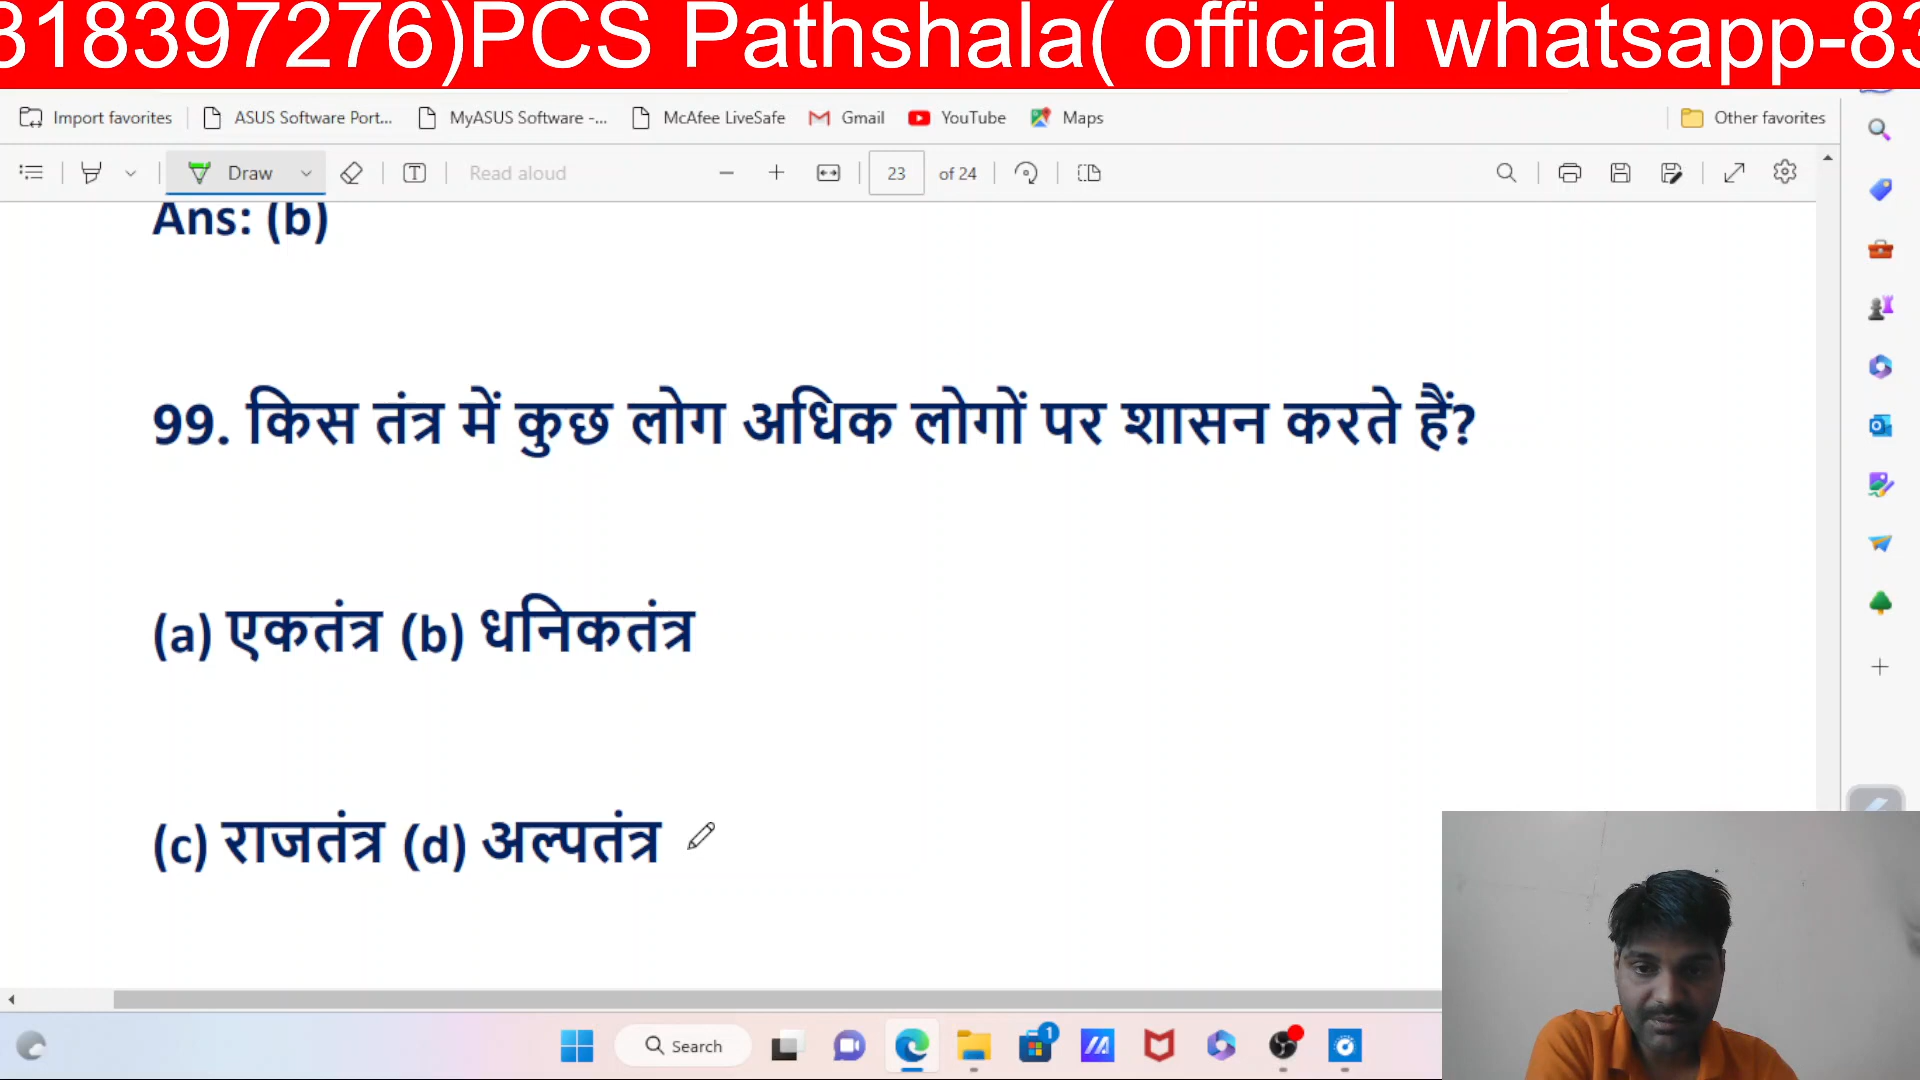 318397276)PCS Pathshala( official whatsapp-83
Import favorites ASUS Software Port... MyASUS Software -... McAfee LiveSafe Gmail YouTube Maps Other favorites
Draw Read aloud 23 of 24
Ans: (b)
99. किस तंत्र में कुछ लोग अधिक लोगों पर शासन करते हैं?
(a) एकतंत्र (b) धनिकतंत्र
(c) राजतंत्र (d) अल्पतंत्र
Search 1